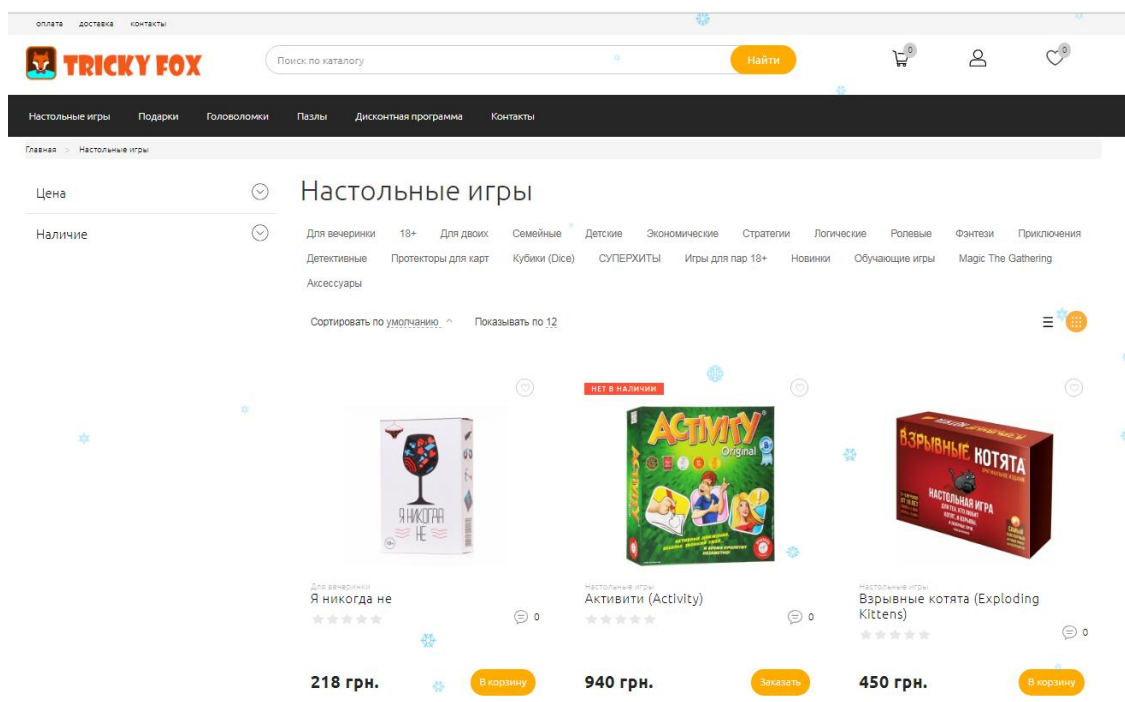 оплата доставка контакты
TRICKY FOX
Поиск по каталогу
Найти
0
0
Настольные игры Подарки Головоломки Пазлы Дисконтная программа Контакты
Главная > Настольные игры
Цена
Наличие
Настольные игры
Для вечеринки 18+ Для двоих Семейные Детские Экономические Стратегии Логические Ролевые Фэнтези Приключения
Детективные Протекторы для карт Кубики (Dice) СУПЕРХИТЫ Игры для пар 18+ Новинки Обучающие игры Magic The Gathering
Аксессуары
Сортировать по умолчанию Показывать по 12
НЕТ В НАЛИЧИИ
Я НИКОГДА
НЕ
ACTIVITY
Original
ВЗРЫВНЫЕ КОТЯТА
НАСТОЛЬНАЯ ИГРА
Для вечеринки
Я никогда не
0
Настольные игры
Активити (Activity)
0
Настольные игры
Взрывные котята (Exploding
Kittens)
0
218 грн.
В корзину
940 грн.
Заказать
450 грн.
В корзину